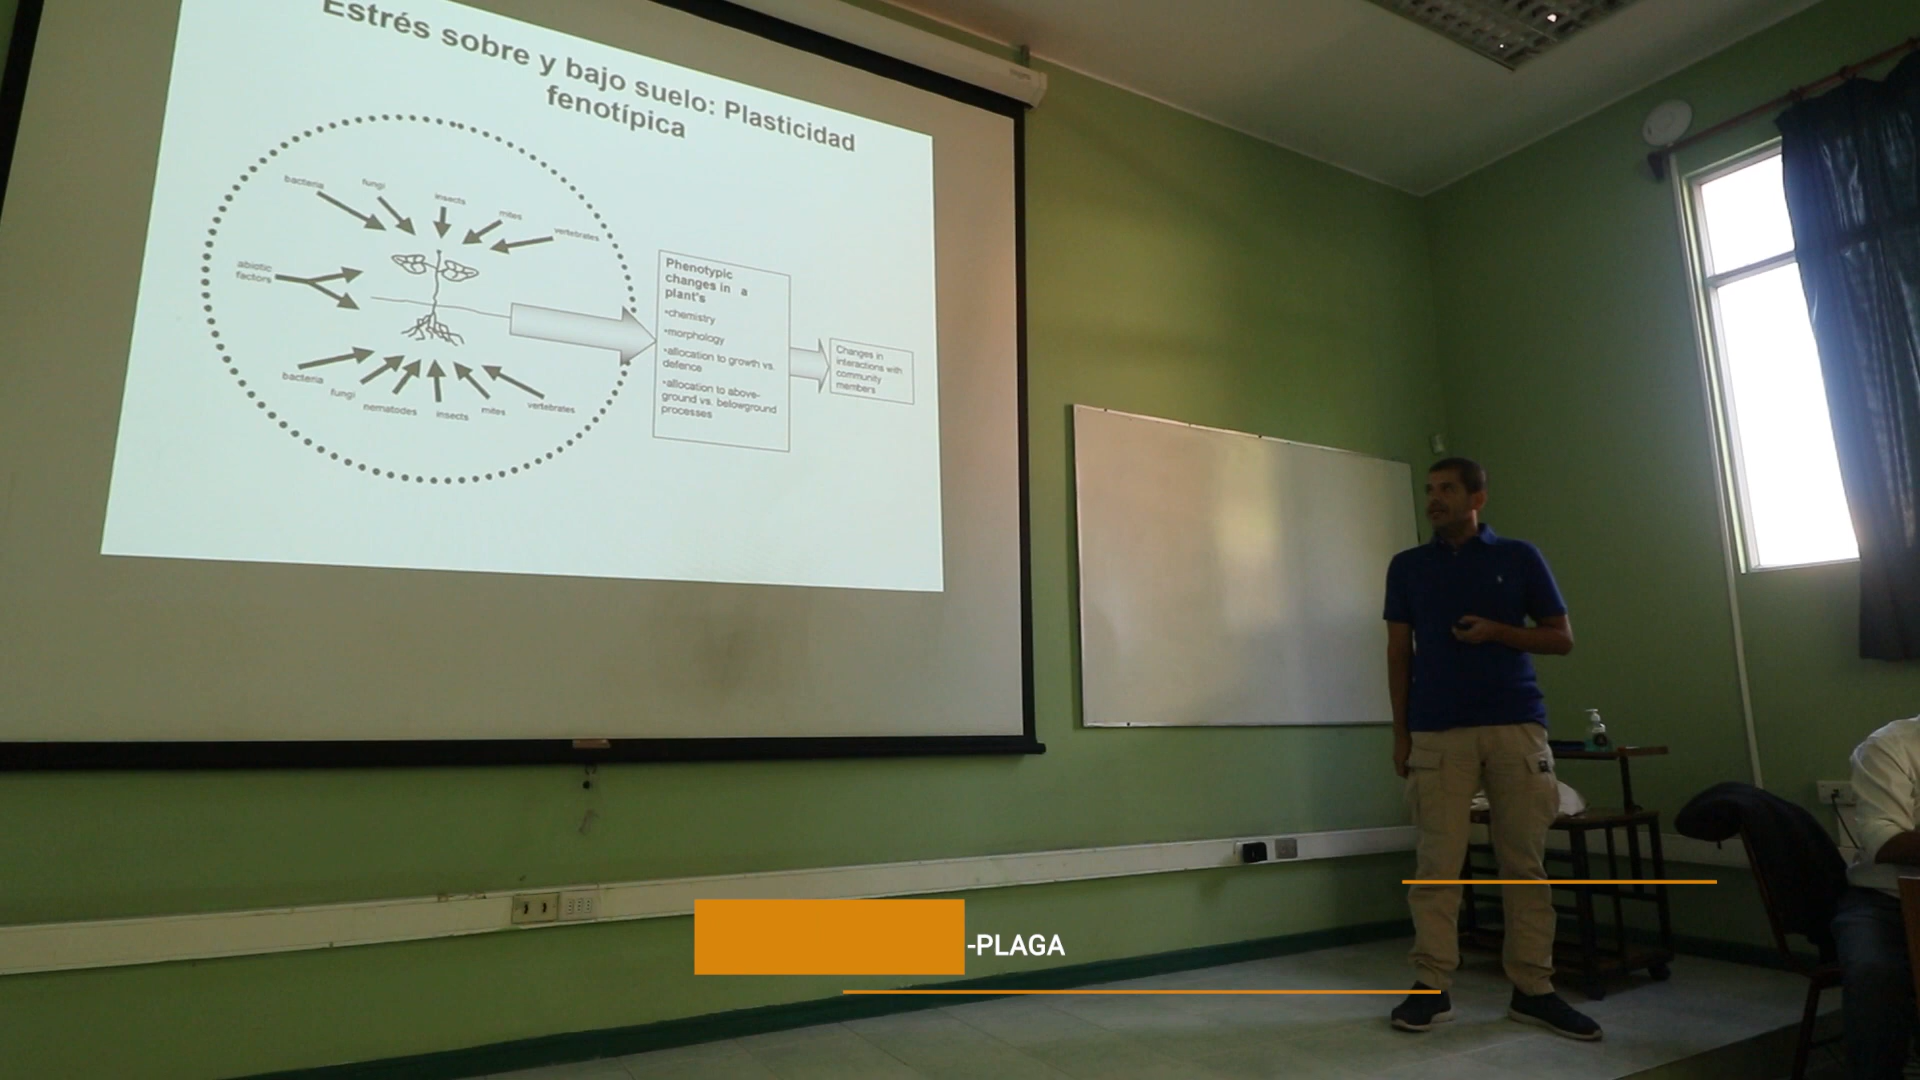 Estrés sobre y bajo suelo: Plasticidad
fenotípica
bacteria
fungi
insects
mites
vertebrates
abiotic
factors
bacteria
fungi
nematodes
insects
mites
vertebrates
Phenotypic
changes in a
plant's
•chemistry
•morphology
•allocation to growth vs.
defence
•allocation to above-
ground vs. belowground
processes
Changes in
interactions with
community
members
-PLAGA